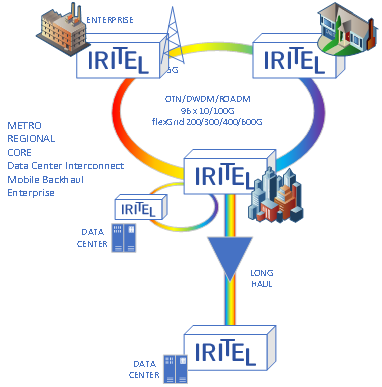 ENTERPRISE
IRITEL
IRITEL
5G
OTN/DWDM/ROADM
96 x 10/100G
flexGrid 200/300/400/600G
METRO
REGIONAL
CORE
Data Center Interconnect
Mobile Backhaul
Enterprise
IRITEL
IRITEL
DATA
CENTER
LONG
HAUL
IRITEL
DATA
CENTER